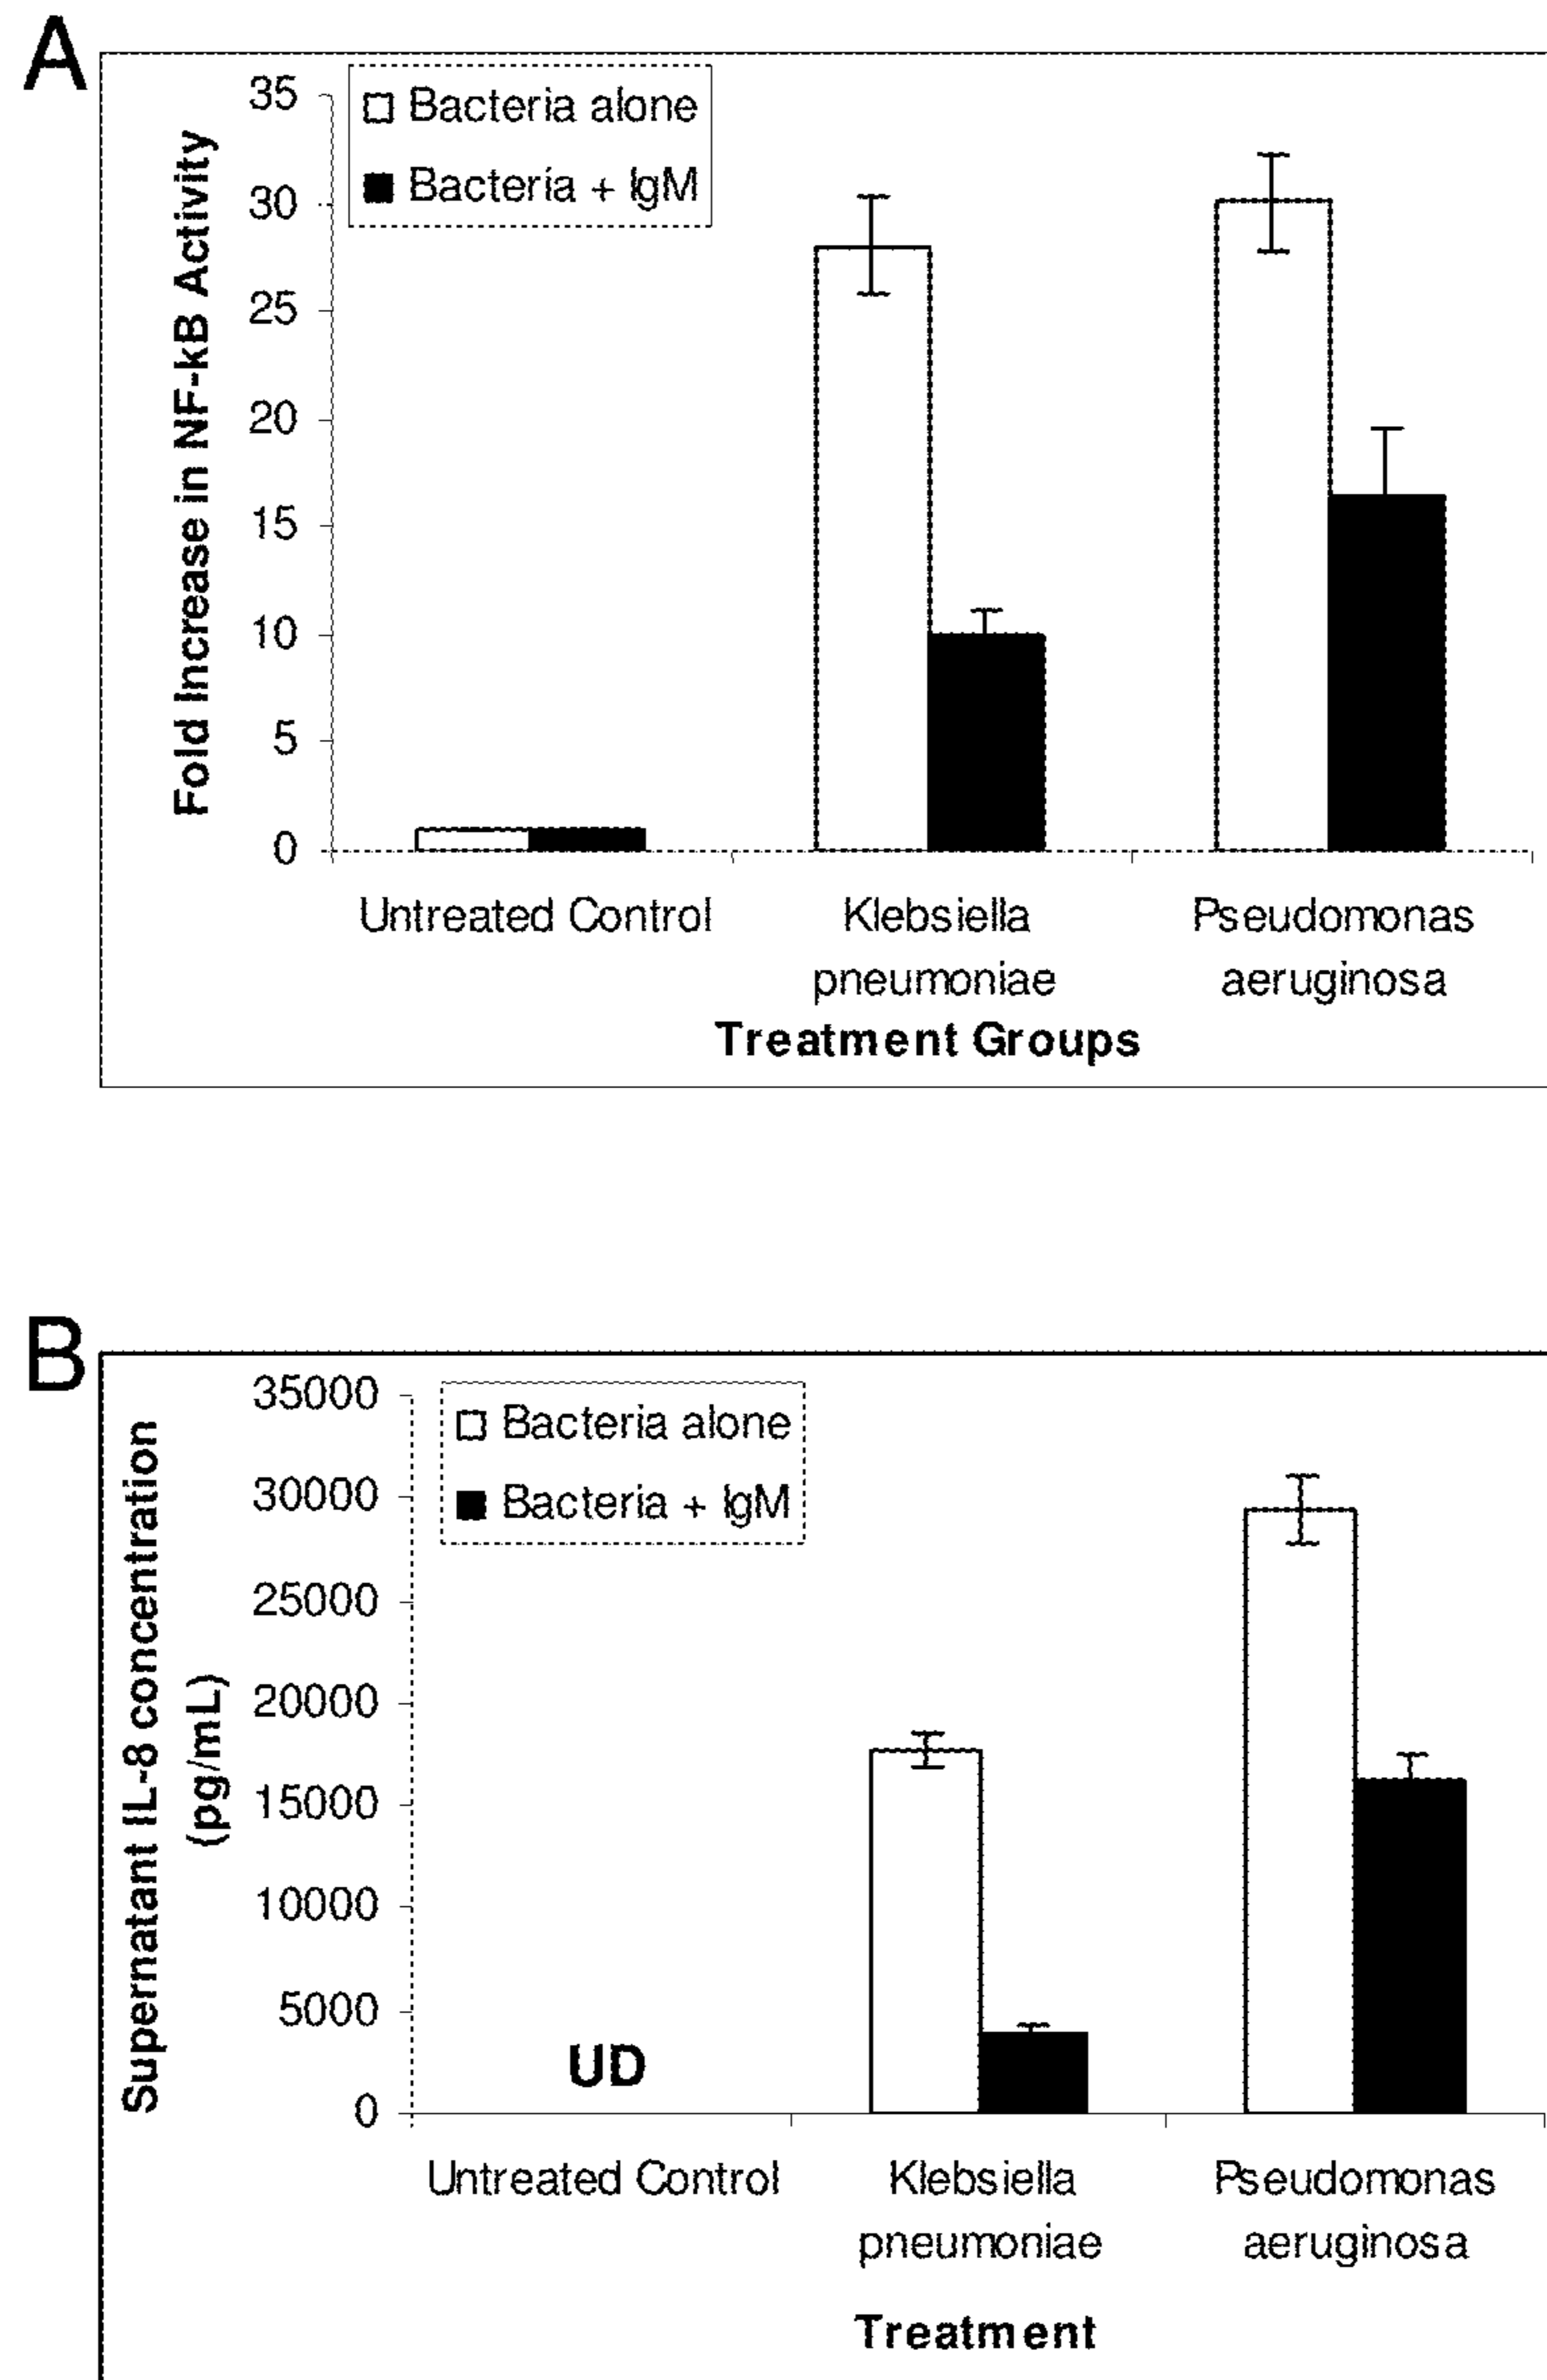 A
35
30
25
20
15
10
5
0
Fold Increase in NF-kB Activity
Bacteria alone
Bacteria + IgM
Untreated Control
Klebsiella
pneumoniae
Pseudomonas
aeruginosa
Treatment Groups
B
35000
30000
25000
20000
15000
10000
5000
0
Supernatant IL-8 concentration
(pg/mL)
Bacteria alone
Bacteria + IgM
UD
Untreated Control
Klebsiella
pneumoniae
Pseudomonas
aeruginosa
Treatment